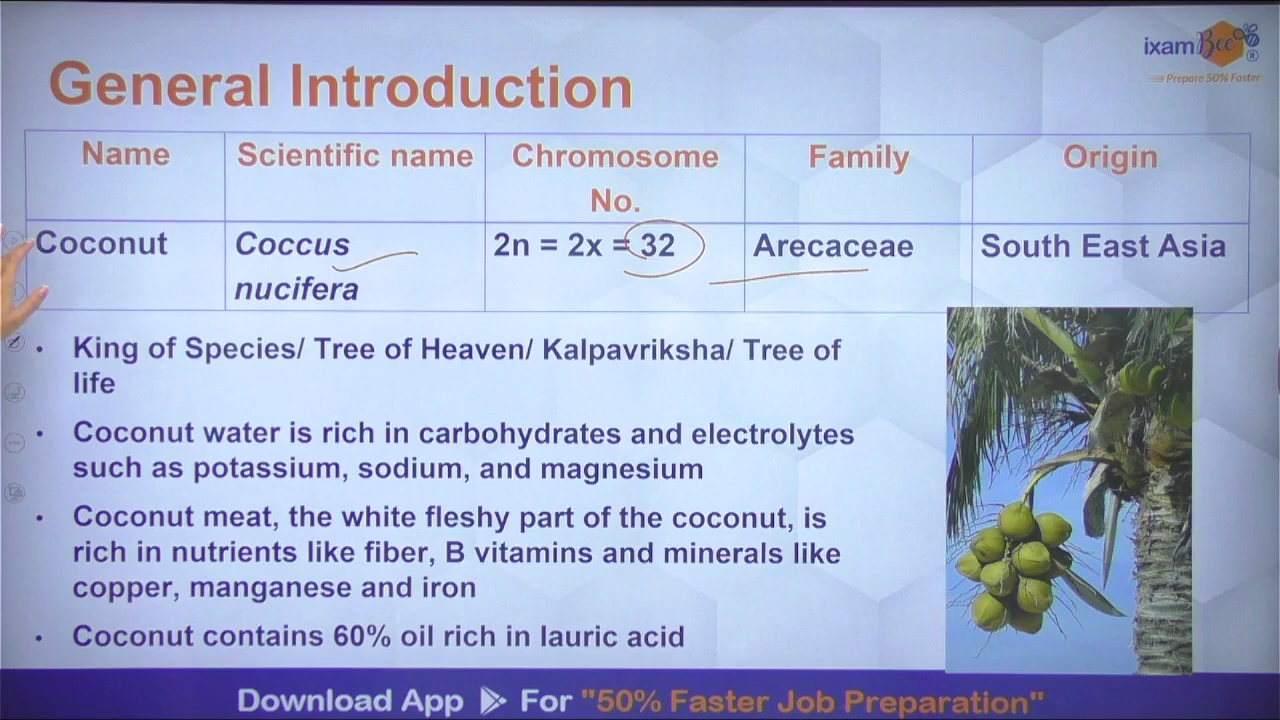 ixamBee
®
Prepare 50% Faster
General Introduction
Name Scientific name Chromosome No. Family Origin
Coconut Coccus nucifera 2n = 2x = 32 Arecaceae South East Asia
• King of Species/ Tree of Heaven/ Kalpavriksha/ Tree of
life
• Coconut water is rich in carbohydrates and electrolytes
such as potassium, sodium, and magnesium
• Coconut meat, the white fleshy part of the coconut, is
rich in nutrients like fiber, B vitamins and minerals like
copper, manganese and iron
• Coconut contains 60% oil rich in lauric acid
Download App For "50% Faster Job Preparation"